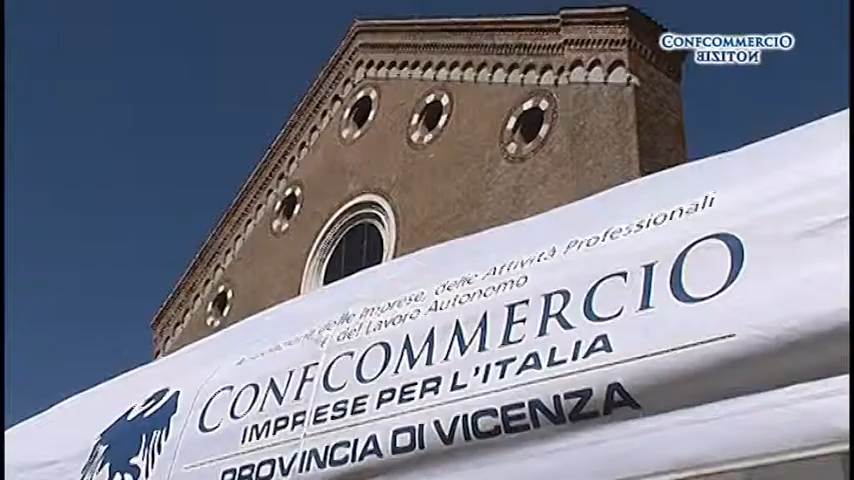 CONFCOMMERCIO
NOTIZIE
delle Imprese, delle Attività Professionali
e del Lavoro Autonomo
CONFCOMMERCIO
IMPRESE PER L'ITALIA
PROVINCIA DI VICENZA